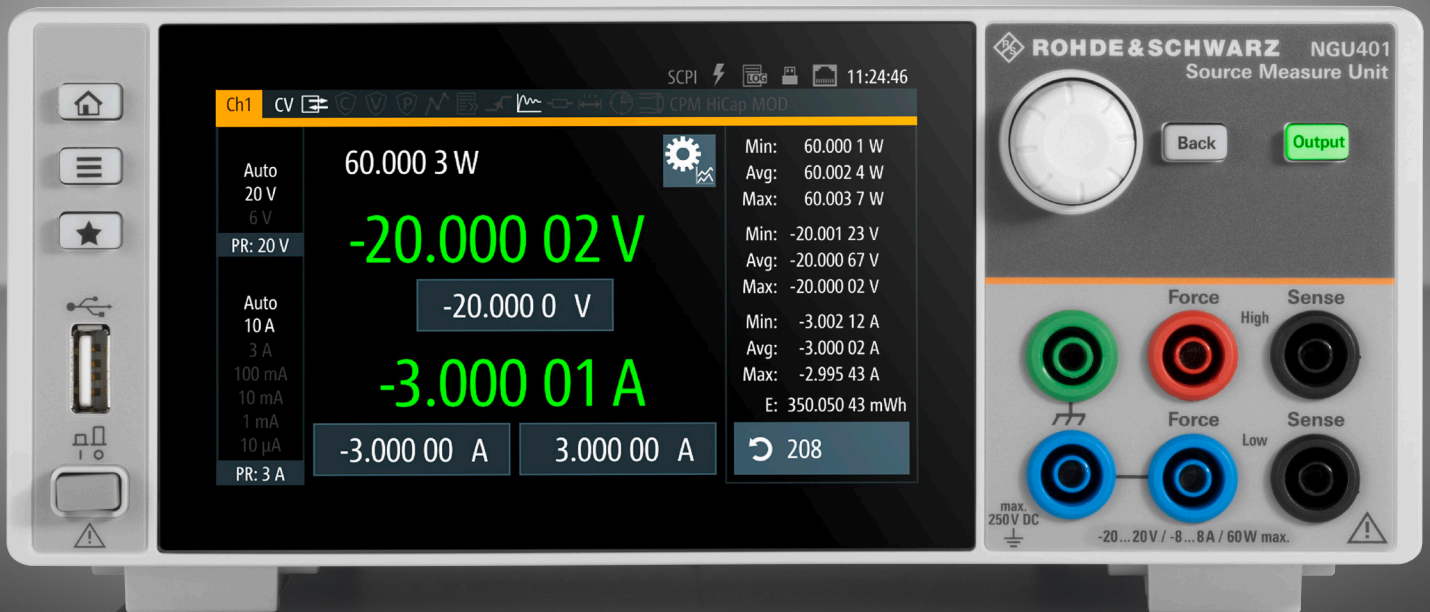 ROHDE & SCHWARZ NGU401
Source Measure Unit
SCPI LOG 11:24:46
Ch1 CV C V P CPM HiCap MOD
Auto
20 V
6 V
PR: 20 V
Auto
10 A
3 A
100 mA
10 mA
1 mA
10 µA
PR: 3 A
60.000 3 W
-20.000 02 V
-20.000 0 V
-3.000 01 A
-3.000 00 A
3.000 00 A
Min: 60.000 1 W
Avg: 60.002 4 W
Max: 60.003 7 W
Min: -20.001 23 V
Avg: -20.000 67 V
Max: -20.000 02 V
Min: -3.002 12 A
Avg: -3.000 02 A
Max: -2.995 43 A
E: 350.050 43 mWh
208
Back
Output
Force
Sense
High
Force
Sense
Low
max.
250 V DC
-20...20 V / -8...8 A / 60 W max.